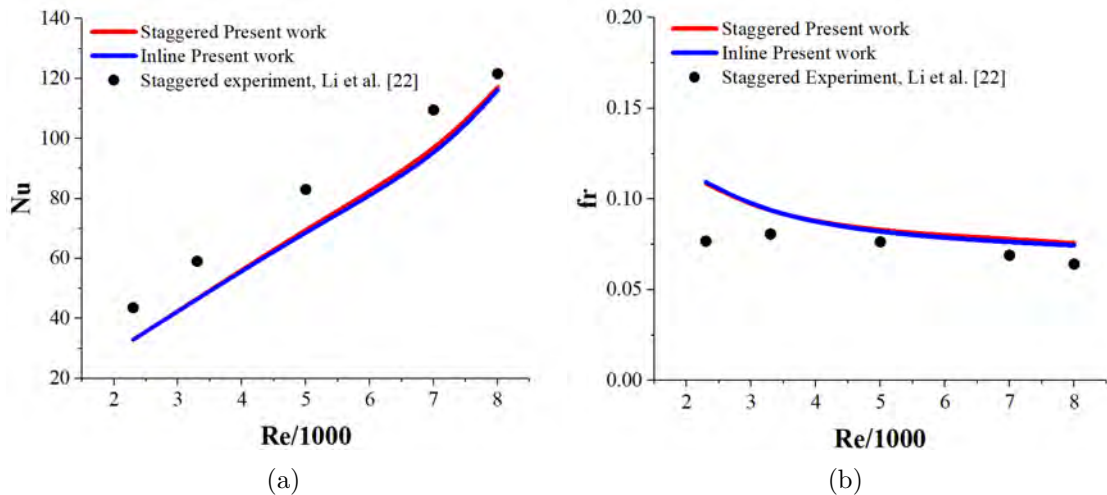 140
120
100
80
60
40
20
Nu
Staggered Present work
Inline Present work
Staggered experiment, Li et al. [22]
2 3 4 5 6 7 8
Re/1000
(a)
0.20
0.15
0.10
0.05
0.00
fr
Staggered Present work
Inline Present work
Staggered Experiment, Li et al. [22]
2 3 4 5 6 7 8
Re/1000
(b)